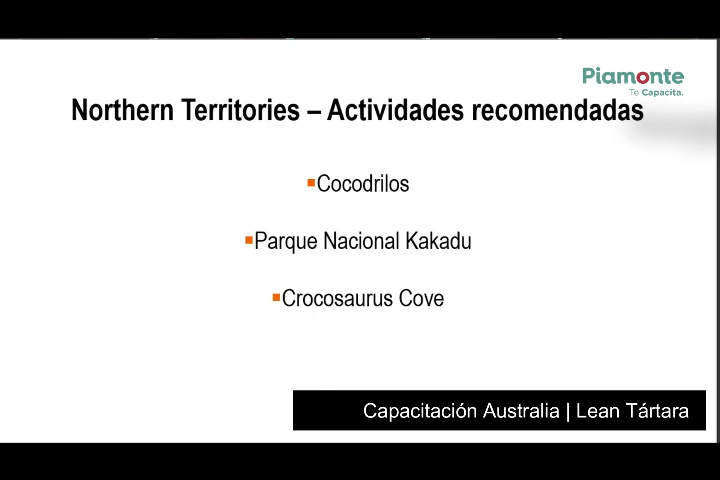 Piamonte
Te Capacita.
Northern Territories – Actividades recomendadas
▪Cocodrilos
▪Parque Nacional Kakadu
▪Crocosaurus Cove
Capacitación Australia | Lean Tártara